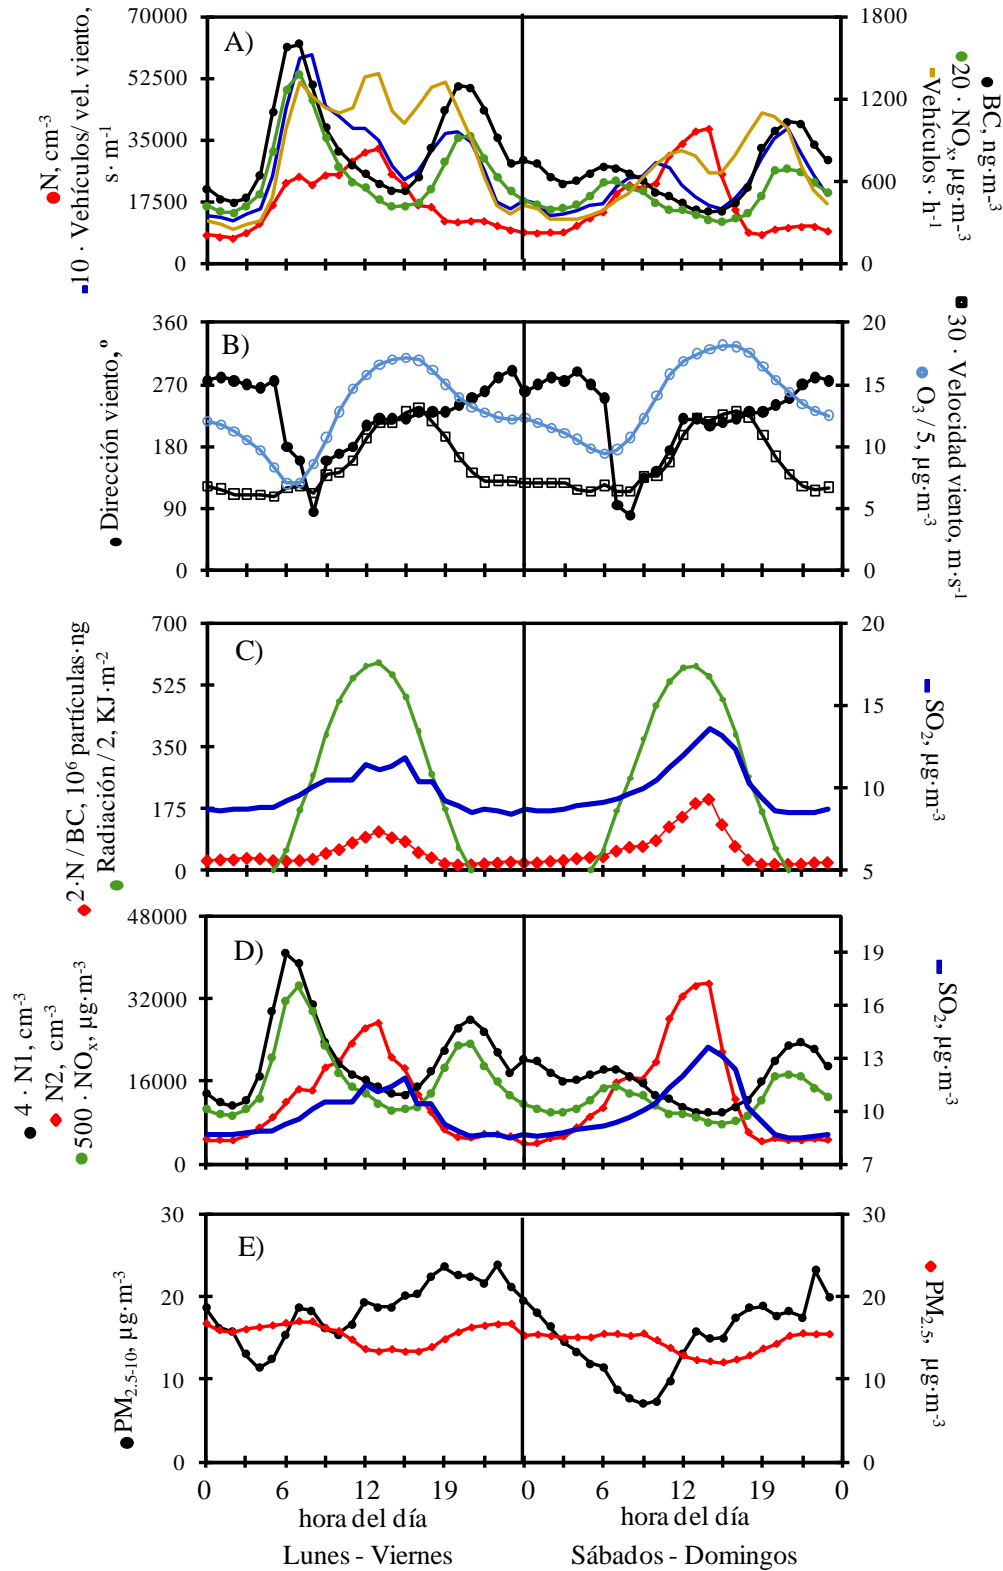 A)
N, cm-3
10 · Vehículos/ vel. viento,
s· m-1
70000
52500
35000
17500
0
1800
1200
600
0
BC, ng·m-3
20 · NOx, µg·m-3
Vehículos · h-1
B)
Dirección viento, º
360
270
180
90
0
20
15
10
5
0
30 · Velocidad viento, m·s-1
O3 / 5, µg·m-3
C)
2·N / BC, 10⁶ partículas·ng
Radiación / 2, KJ·m-2
700
525
350
175
0
20
15
10
5
SO2, µg·m-3
D)
4 · N1, cm-3
N2, cm-3
500 · NOx, µg·m-3
48000
32000
16000
0
19
16
13
10
7
SO2, µg·m-3
E)
PM2.5-10, µg·m-3
30
20
10
0
30
20
10
0
PM2.5, µg·m-3
0 6 12 19 0 6 12 19 0
hora del día hora del día
Lunes - Viernes Sábados - Domingos